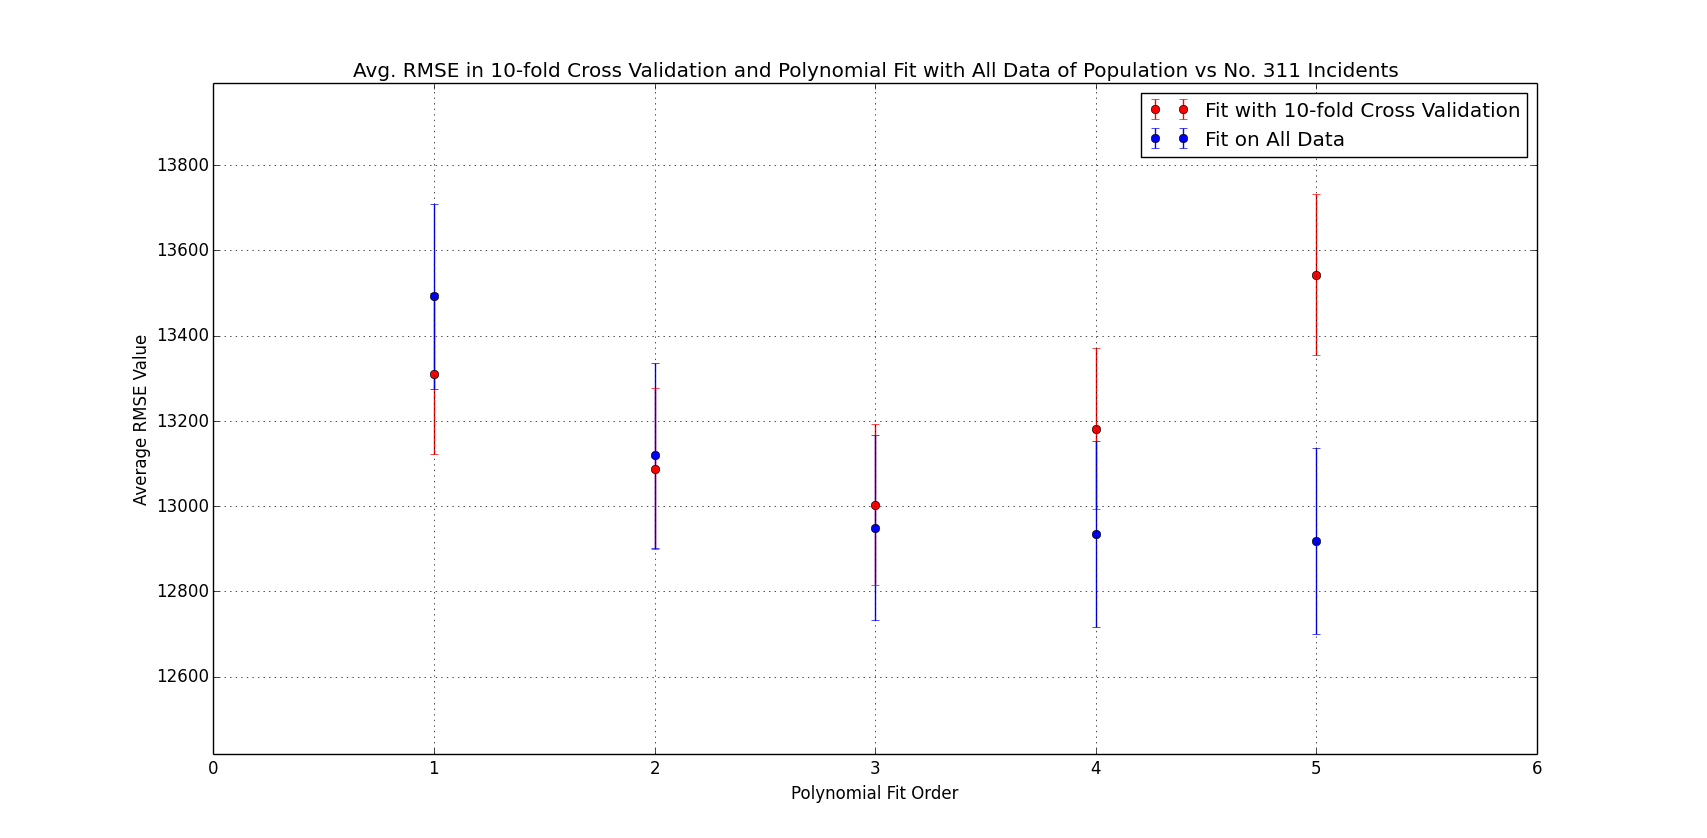 Avg. RMSE in 10-fold Cross Validation and Polynomial Fit with All Data of Population vs No. 311 Incidents
Fit with 10-fold Cross Validation
Fit on All Data
13800
13600
13400
13200
13000
12800
12600
Average RMSE Value
0 1 2 3 4 5 6
Polynomial Fit Order